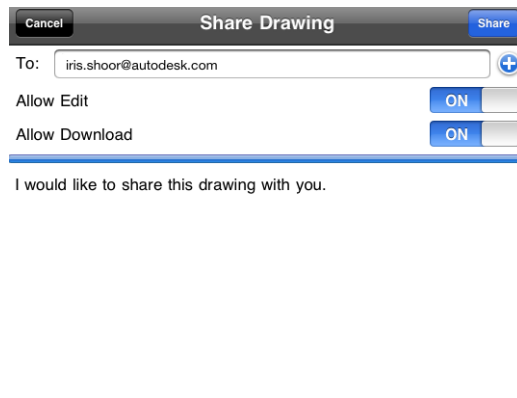 Cancel Share Drawing Share
To: iris.shoor@autodesk.com
Allow Edit ON
Allow Download ON
I would like to share this drawing with you.